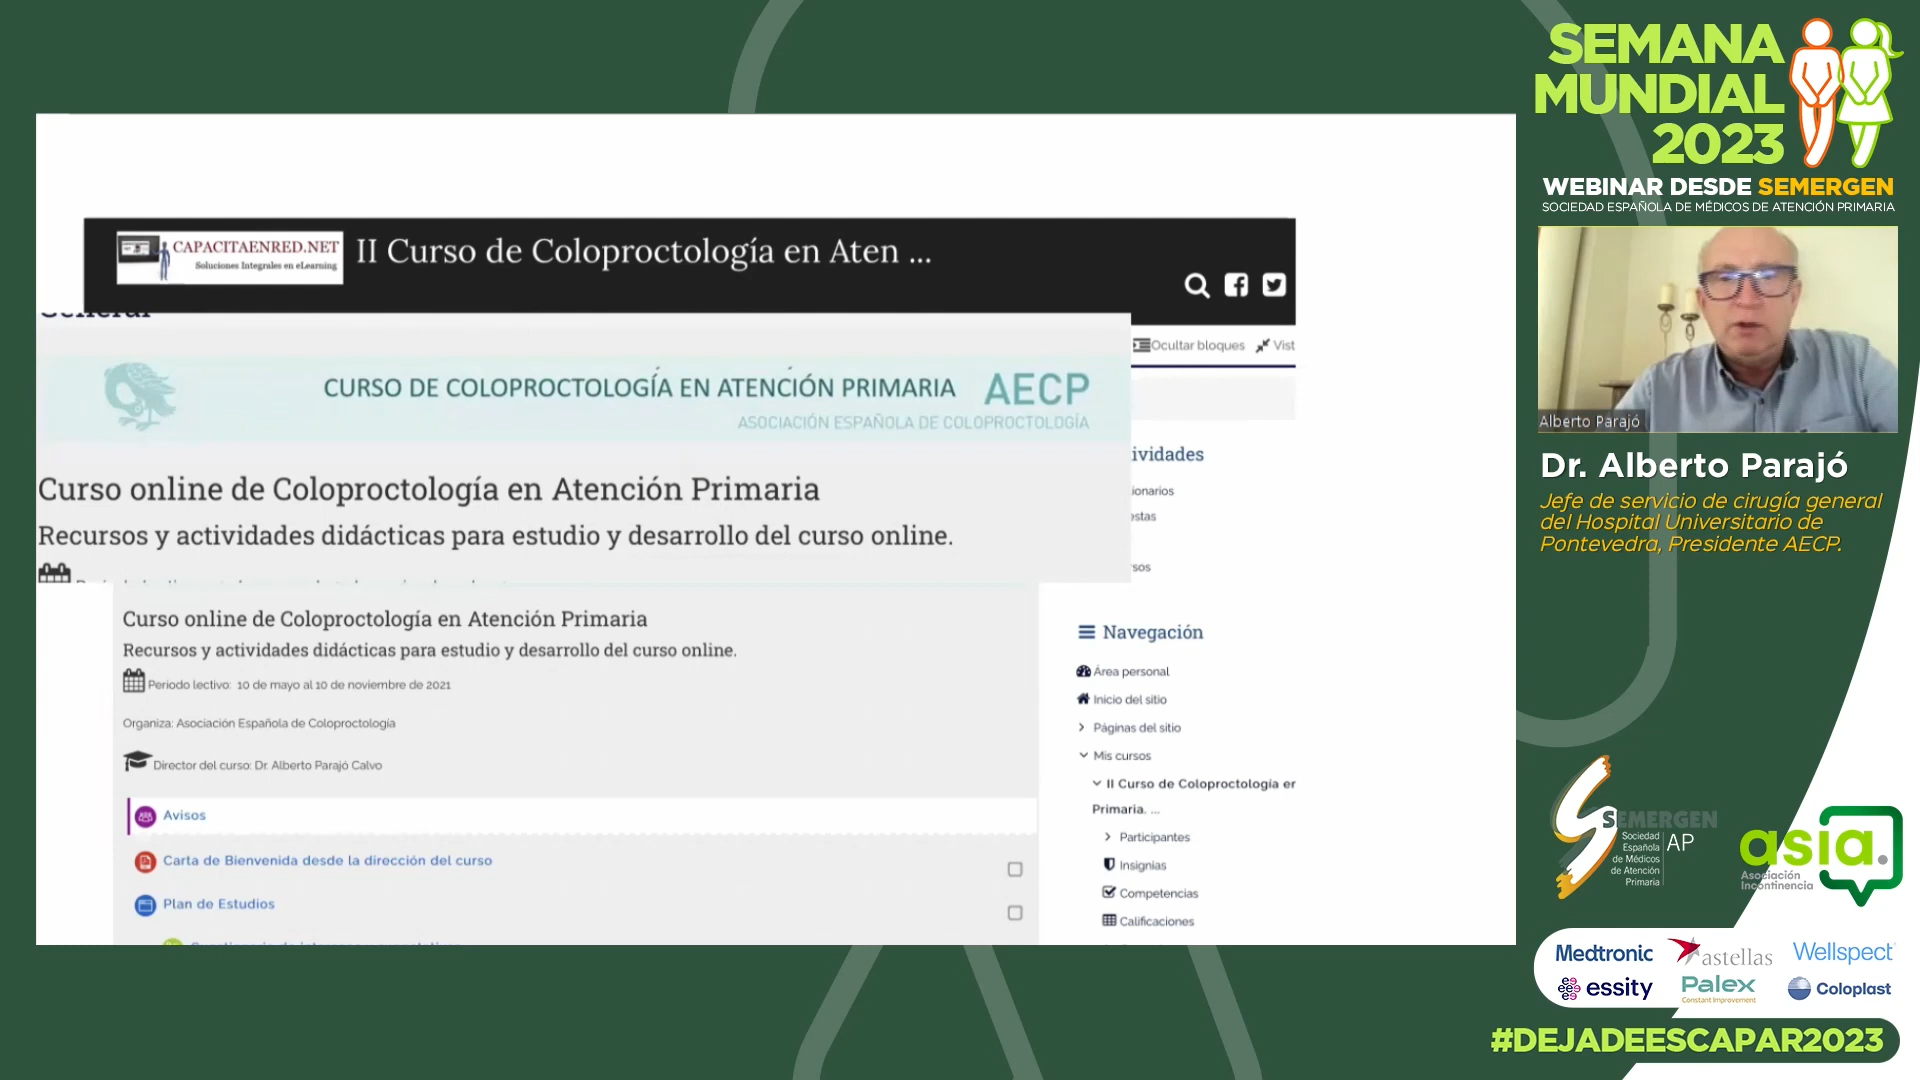 SEMANA
MUNDIAL
2023
WEBINAR DESDE SEMERGEN
SOCIEDAD ESPAÑOLA DE MÉDICOS DE ATENCIÓN PRIMARIA
CAPACITAENRED.NET
Soluciones Integrales en eLearning
II Curso de Coloproctología en Aten ...
General
Ocultar bloques
Vist
CURSO DE COLOPROCTOLOGÍA EN ATENCIÓN PRIMARIA
AECP
ASOCIACIÓN ESPAÑOLA DE COLOPROCTOLOGÍA
Curso online de Coloproctología en Atención Primaria
Recursos y actividades didácticas para estudio y desarrollo del curso online.
ividades
ionarios
estas
sos
Curso online de Coloproctología en Atención Primaria
Recursos y actividades didácticas para estudio y desarrollo del curso online.
Periodo lectivo: 10 de mayo al 10 de noviembre de 2021
Organiza: Asociación Española de Coloproctología
Director del curso: Dr. Alberto Parajó Calvo
Avisos
Carta de Bienvenida desde la dirección del curso
Plan de Estudios
Navegación
Área personal
Inicio del sitio
Páginas del sitio
Mis cursos
II Curso de Coloproctología er
Primaria. ...
Participantes
Insignias
Competencias
Calificaciones
Alberto Parajó
Dr. Alberto Parajó
Jefe de servicio de cirugía general
del Hospital Universitario de
Pontevedra, Presidente AECP.
SEMERGEN
Sociedad
Española
de Médicos
de Atención
Primaria
AP
asia.
Asociación
Incontinencia
Medtronic
astellas
Wellspect
essity
Palex
Constant Improvement
Coloplast
#DEJADEESCAPAR2023